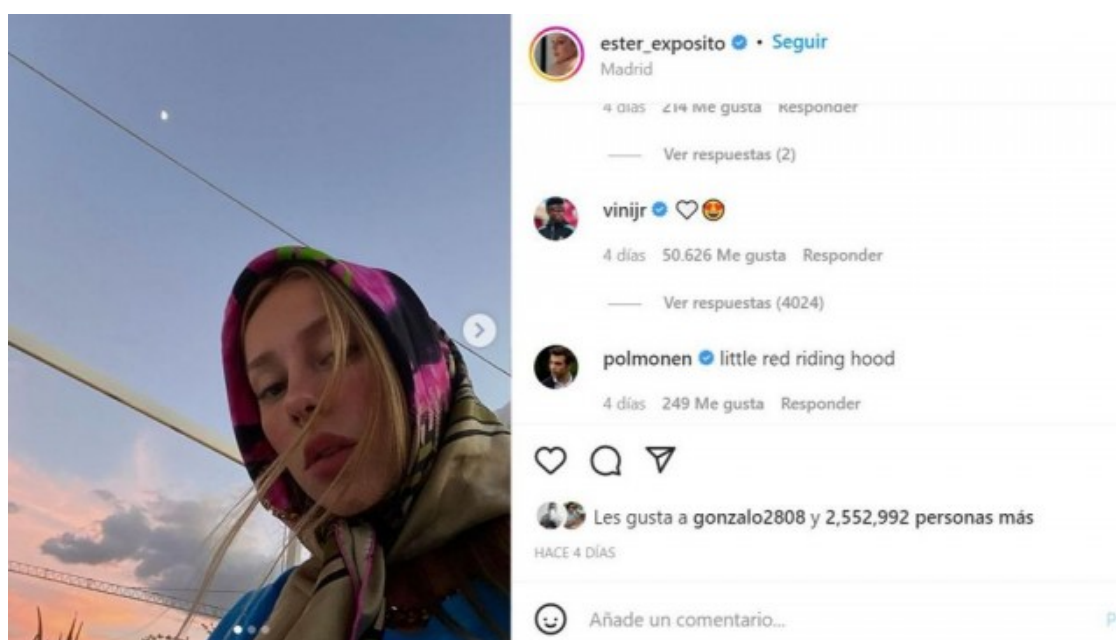 ester_exposito • Seguir
Madrid
4 días 214 Me gusta Responder
Ver respuestas (2)
vinijr
4 días 50.626 Me gusta Responder
Ver respuestas (4024)
polmonen little red riding hood
4 días 249 Me gusta Responder
Les gusta a gonzalo2808 y 2,552,992 personas más
HACE 4 DÍAS
Añade un comentario...